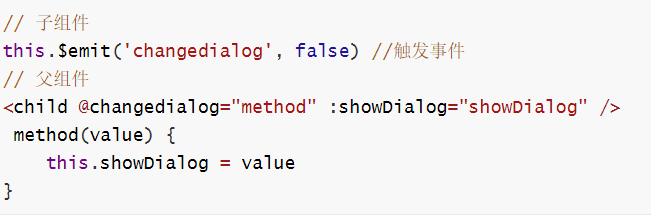 // 子组件
this.$emit('changedialog', false) //触发事件
// 父组件
<child @changedialog="method" :showDialog="showDialog" />
method(value) {
this.showDialog = value
}